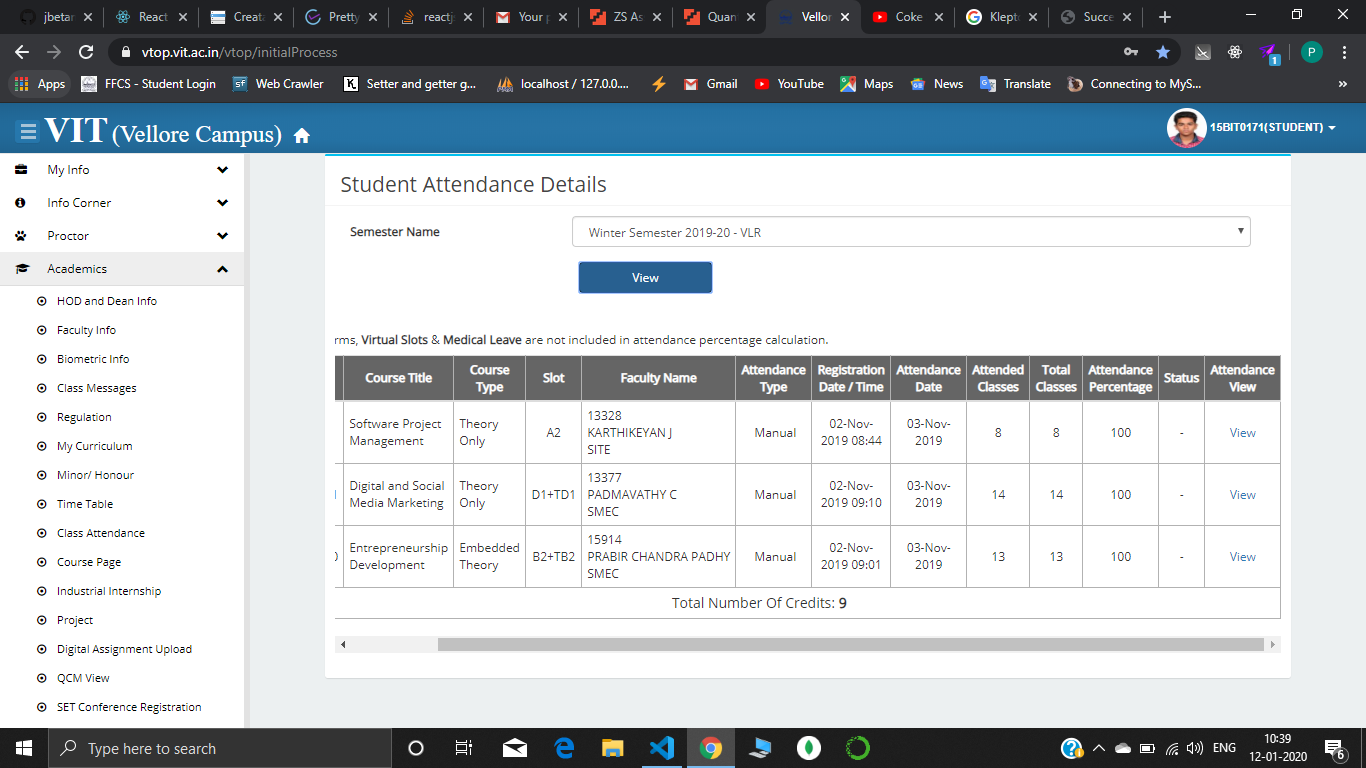 jbetar
React
Creata
Pretty
reactjs
Your p
ZS As
Quan
Vellor
Coke
Klept
Succe
vtop.vit.ac.in/vtop/initialProcess
P
1
Apps
FFCS - Student Login
Web Crawler
Setter and getter g...
localhost / 127.0.0....
Gmail
YouTube
Maps
News
Translate
Connecting to MyS...
»
VIT (Vellore Campus)
15BIT0171(STUDENT)
My Info
Info Corner
Proctor
Academics
HOD and Dean Info
Faculty Info
Biometric Info
Class Messages
Regulation
My Curriculum
Minor/ Honour
Time Table
Class Attendance
Course Page
Industrial Internship
Project
Digital Assignment Upload
QCM View
SET Conference Registration
Student Attendance Details
Semester Name
Winter Semester 2019-20 - VLR
View
rms, Virtual Slots & Medical Leave are not included in attendance percentage calculation.
Course Title Course Type Slot Faculty Name Attendance Type Registration Date / Time Attendance Date Attended Classes Total Classes Attendance Percentage Status Attendance View
Software Project Management Theory Only A2 13328 KARTHIKEYAN J SITE Manual 02-Nov-2019 08:44 03-Nov-2019 8 8 100 - View
Digital and Social Media Marketing Theory Only D1+TD1 13377 PADMAVATHY C SMEC Manual 02-Nov-2019 09:10 03-Nov-2019 14 14 100 - View
Entrepreneurship Development Embedded Theory B2+TB2 15914 PRABIR CHANDRA PADHY SMEC Manual 02-Nov-2019 09:01 03-Nov-2019 13 13 100 - View
Total Number Of Credits: 9
Type here to search
ENG
10:39
12-01-2020
6